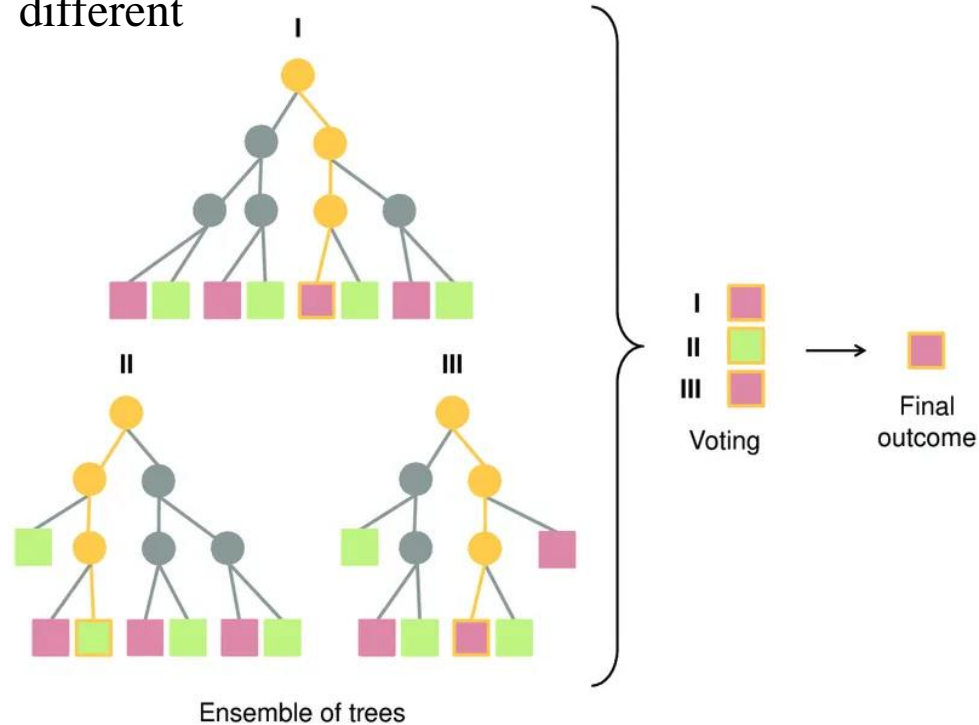 different
I
II
III
Ensemble of trees
I
II
III
Voting
Final
outcome